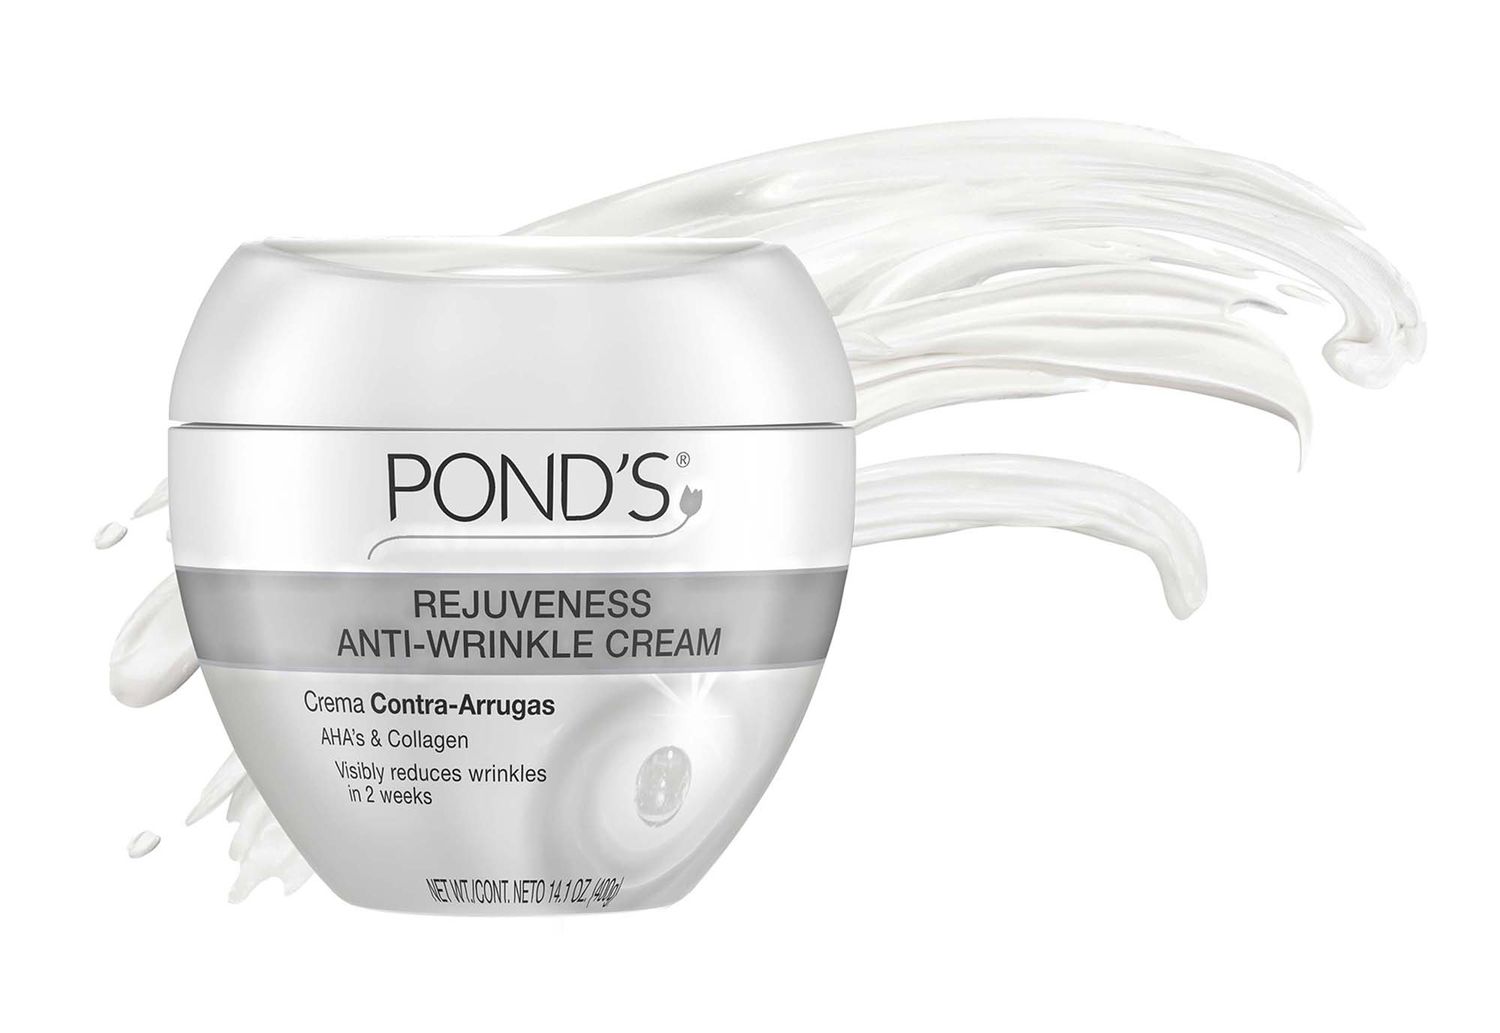 POND'S®
REJUVENESS
ANTI-WRINKLE CREAM
Crema Contra-Arrugas
AHA's & Collagen
Visibly reduces wrinkles
in 2 weeks
NET WT./CONT. NETO 14.1 OZ. (400g)